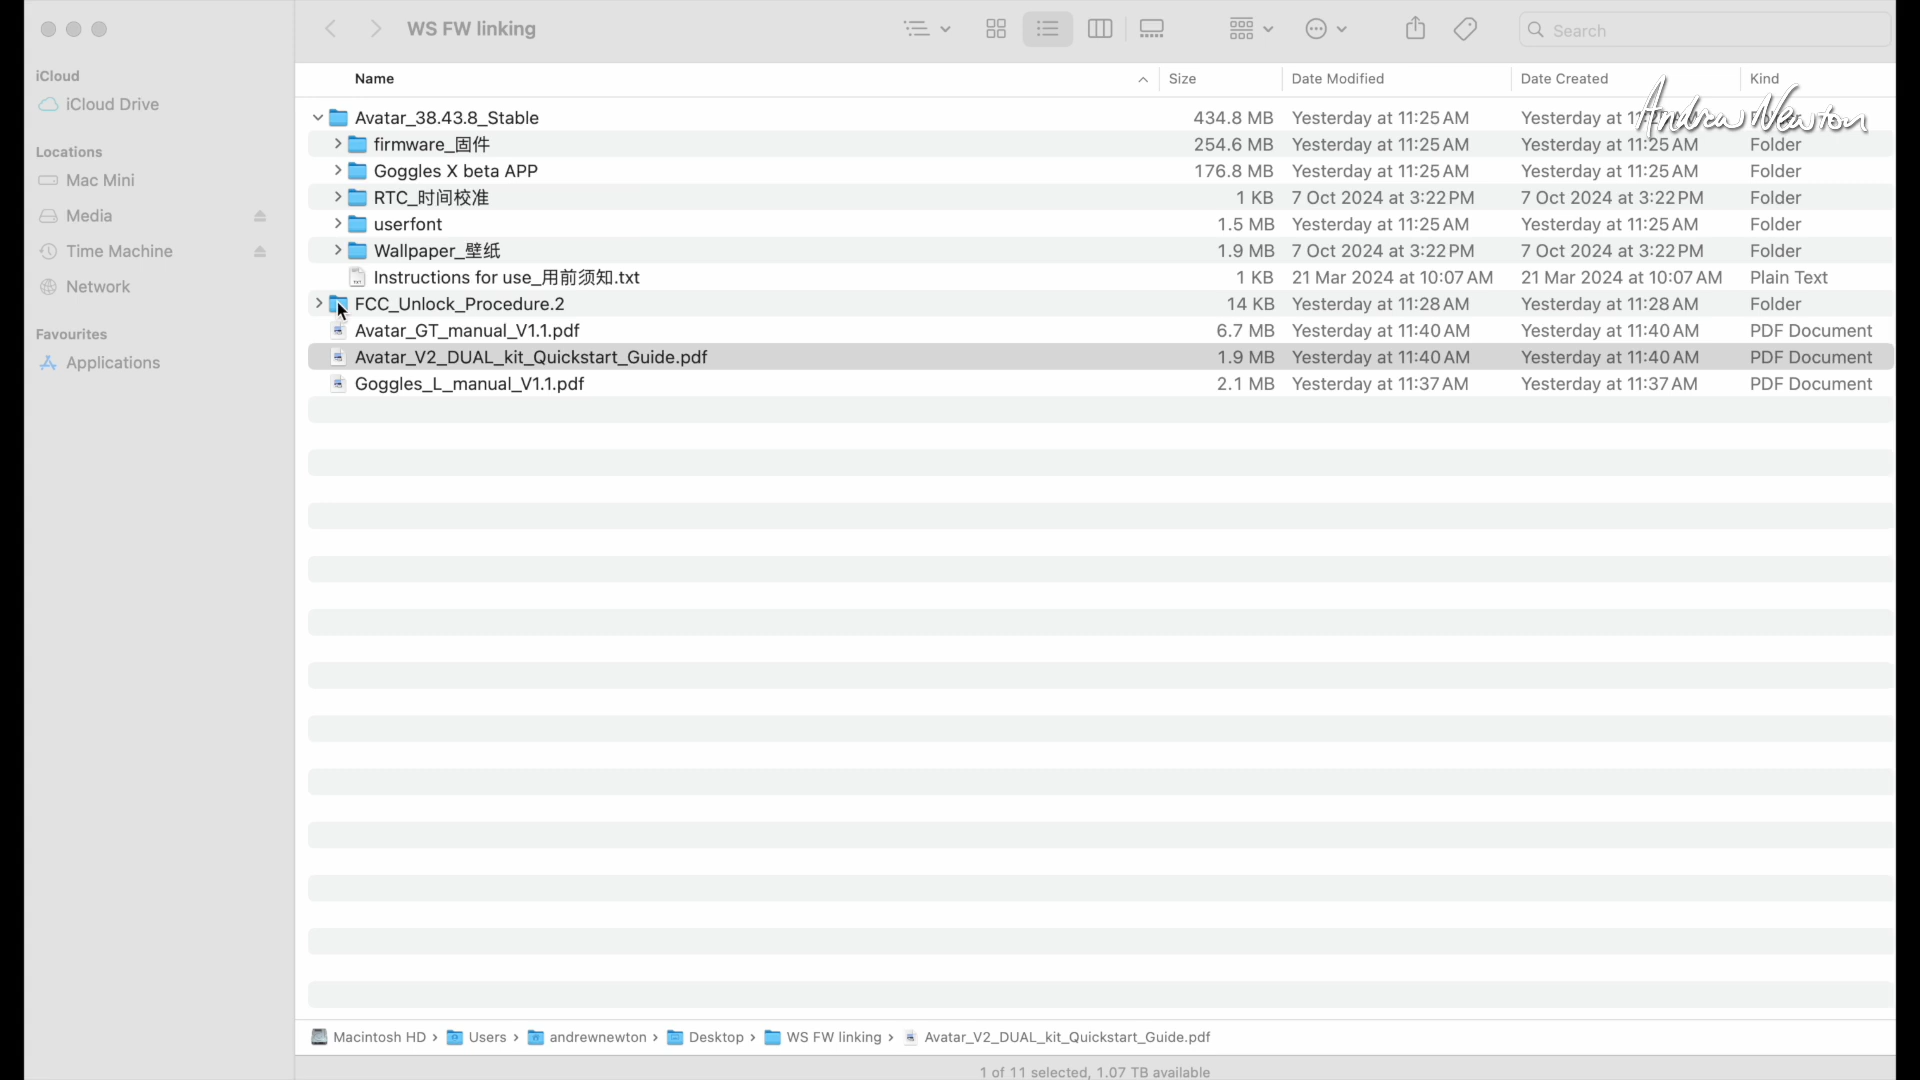 WS FW linking
Search
iCloud
iCloud Drive
Locations
Mac Mini
Media
Time Machine
Network
Favourites
Applications
Name Size Date Modified Date Created Kind
Andrew Newton
Avatar_38.43.8_Stable 434.8 MB Yesterday at 11:25 AM Yesterday at 11:25 AM Folder
firmware_固件 254.6 MB Yesterday at 11:25 AM Yesterday at 11:25 AM Folder
Goggles X beta APP 176.8 MB Yesterday at 11:25 AM Yesterday at 11:25 AM Folder
RTC_时间校准 1 KB 7 Oct 2024 at 3:22 PM 7 Oct 2024 at 3:22 PM Folder
userfont 1.5 MB Yesterday at 11:25 AM Yesterday at 11:25 AM Folder
Wallpaper_壁纸 1.9 MB 7 Oct 2024 at 3:22 PM 7 Oct 2024 at 3:22 PM Folder
Instructions for use_用前须知.txt 1 KB 21 Mar 2024 at 10:07 AM 21 Mar 2024 at 10:07 AM Plain Text
FCC_Unlock_Procedure.2 14 KB Yesterday at 11:28 AM Yesterday at 11:28 AM Folder
Avatar_GT_manual_V1.1.pdf 6.7 MB Yesterday at 11:40 AM Yesterday at 11:40 AM PDF Document
Avatar_V2_DUAL_kit_Quickstart_Guide.pdf 1.9 MB Yesterday at 11:40 AM Yesterday at 11:40 AM PDF Document
Goggles_L_manual_V1.1.pdf 2.1 MB Yesterday at 11:37 AM Yesterday at 11:37 AM PDF Document
Macintosh HD › Users › andrewnewton › Desktop › WS FW linking › Avatar_V2_DUAL_kit_Quickstart_Guide.pdf
1 of 11 selected, 1.07 TB available